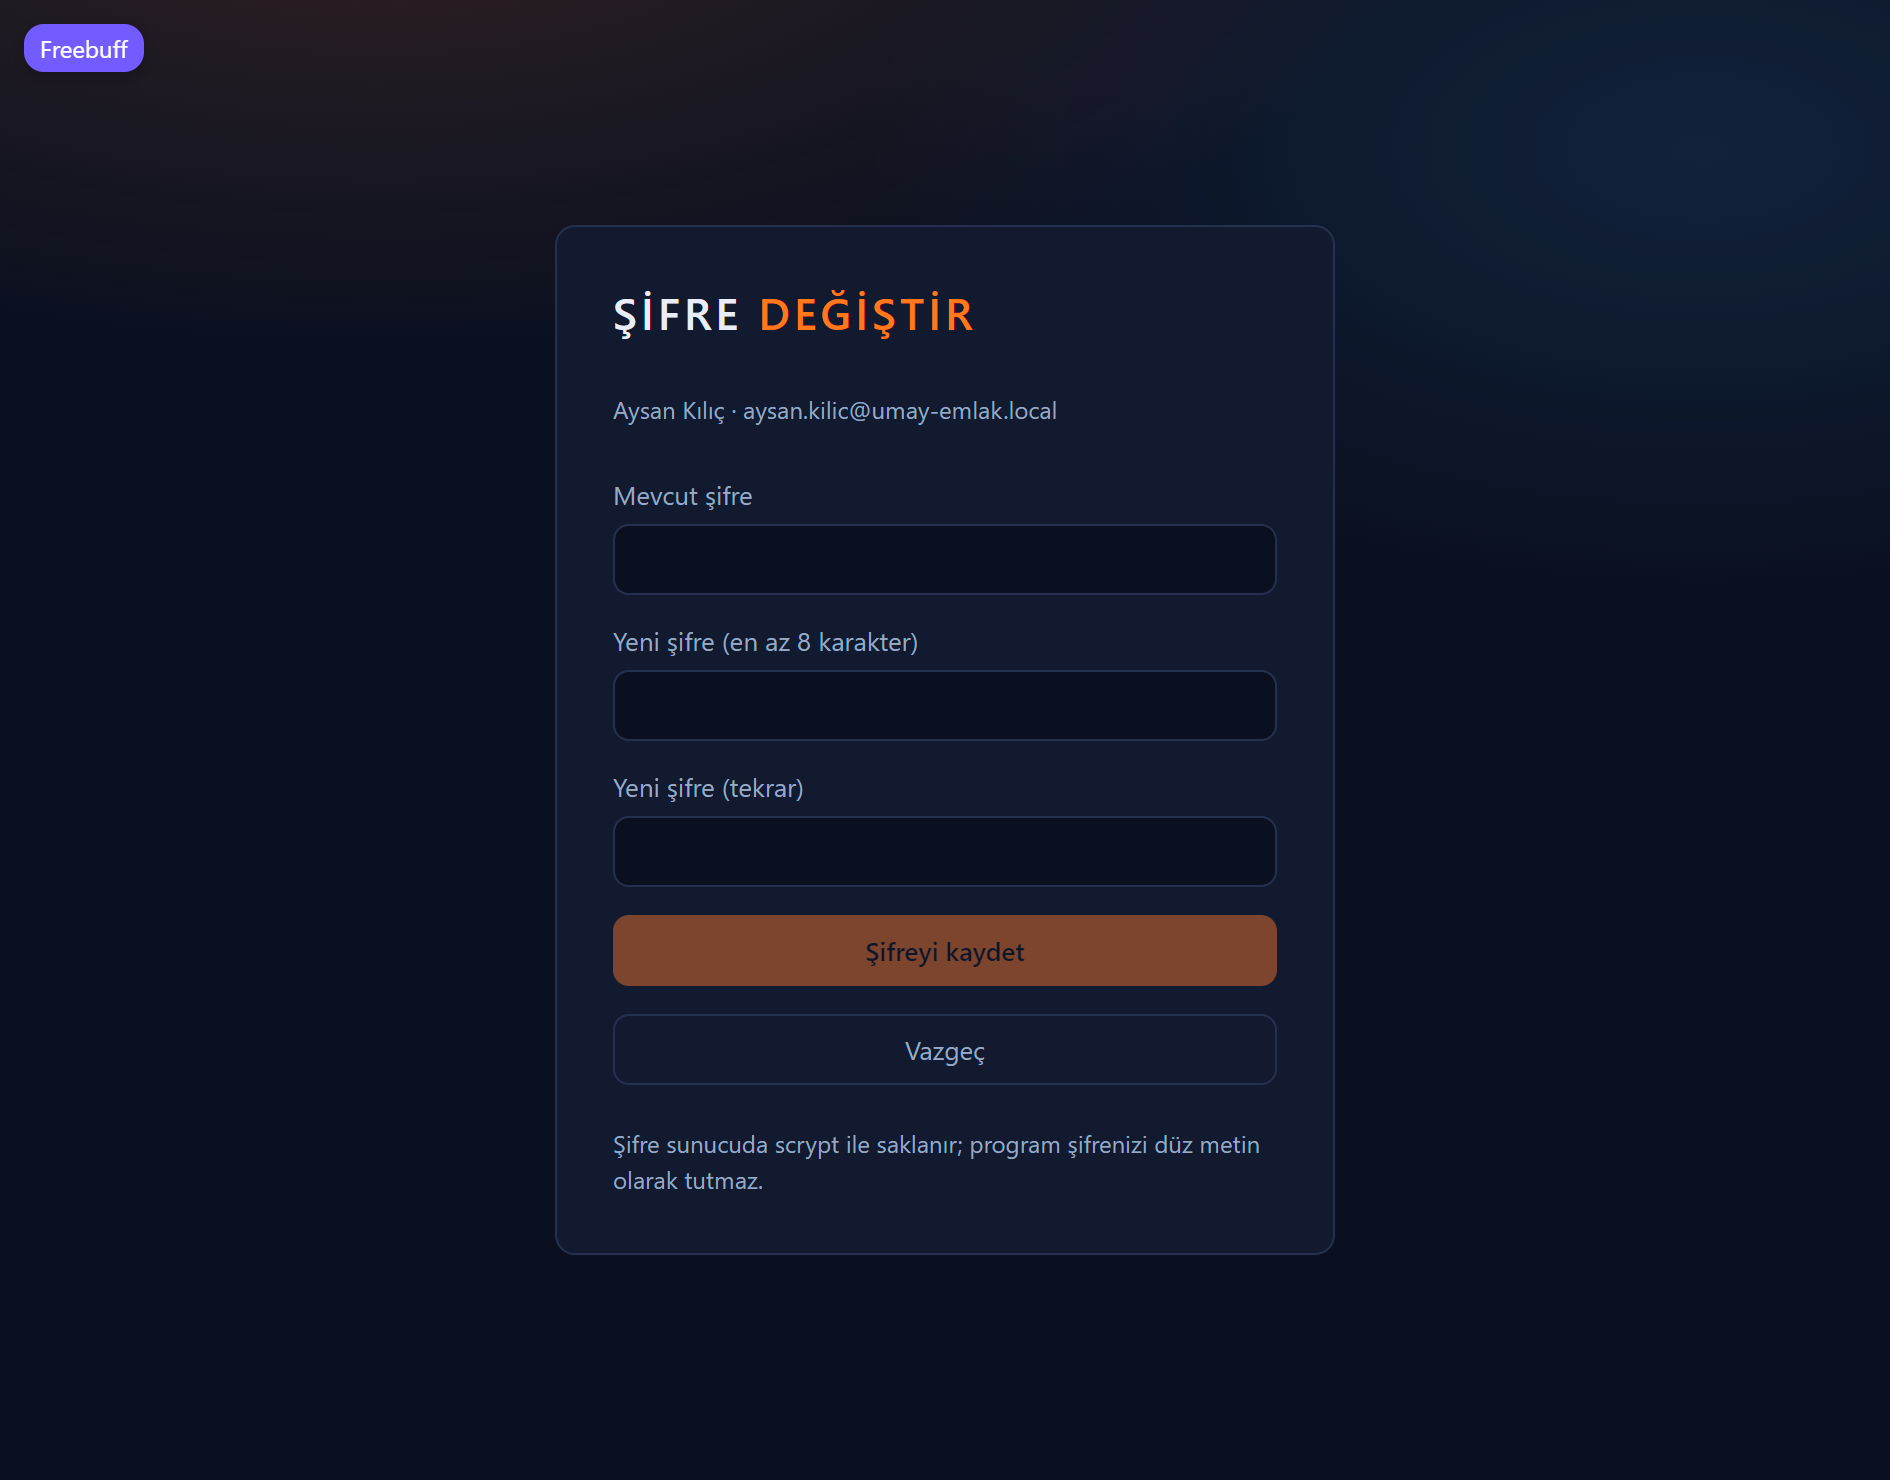 Freebuff
ŞİFRE DEĞİŞTİR
Aysan Kılıç · aysan.kilic@umay-emlak.local
Mevcut şifre
Yeni şifre (en az 8 karakter)
Yeni şifre (tekrar)
Şifreyi kaydet
Vazgeç
Şifre sunucuda scrypt ile saklanır; program şifrenizi düz metin
olarak tutmaz.